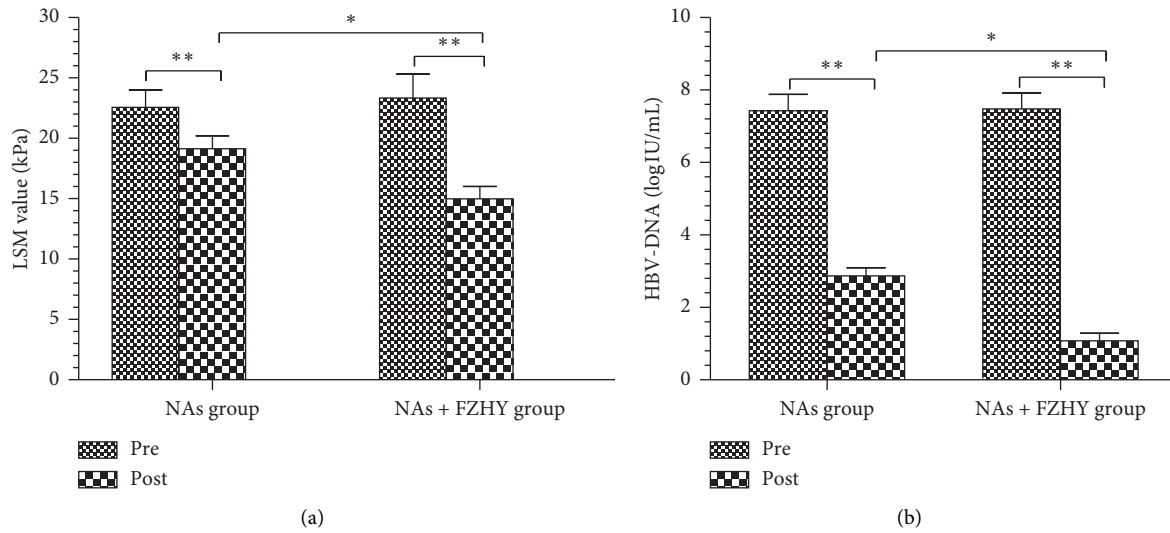 30
25
20
15
10
5
0
LSM value (kPa)
**
*
**
NAs group
NAs + FZHY group
Pre
Post
(a)
10
8
6
4
2
0
HBV-DNA (logIU/mL)
**
*
**
NAs group
NAs + FZHY group
Pre
Post
(b)